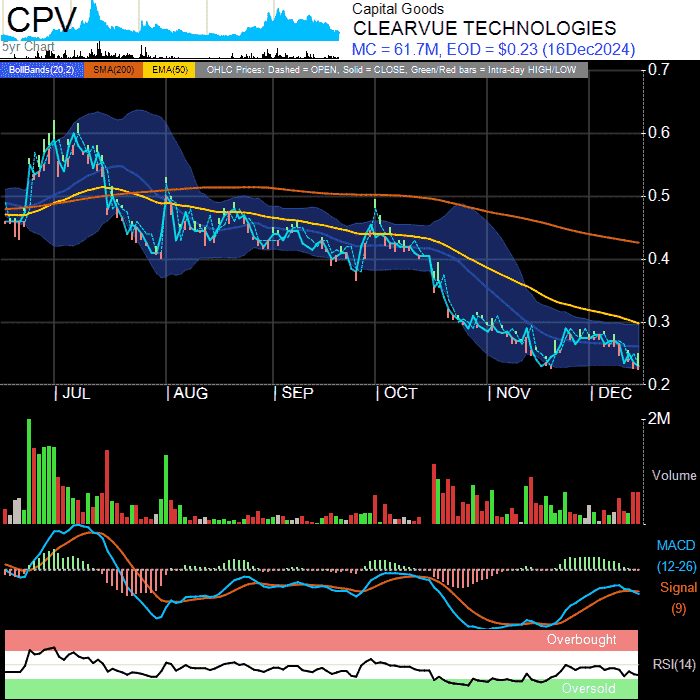 CPV
5yr Chart
Capital Goods
CLEARVUE TECHNOLOGIES
MC = 61.7M, EOD = $0.23 (16Dec2024)
BollBands(20,2) SMA(200) EMA(50) OHLC Prices: Dashed = OPEN, Solid = CLOSE, Green/Red bars = Intra-day HIGH/LOW
0.7
0.6
0.5
0.4
0.3
0.2
JUL AUG SEP OCT NOV DEC
2M
Volume
MACD
(12-26)
Signal
(9)
Overbought
RSI(14)
Oversold